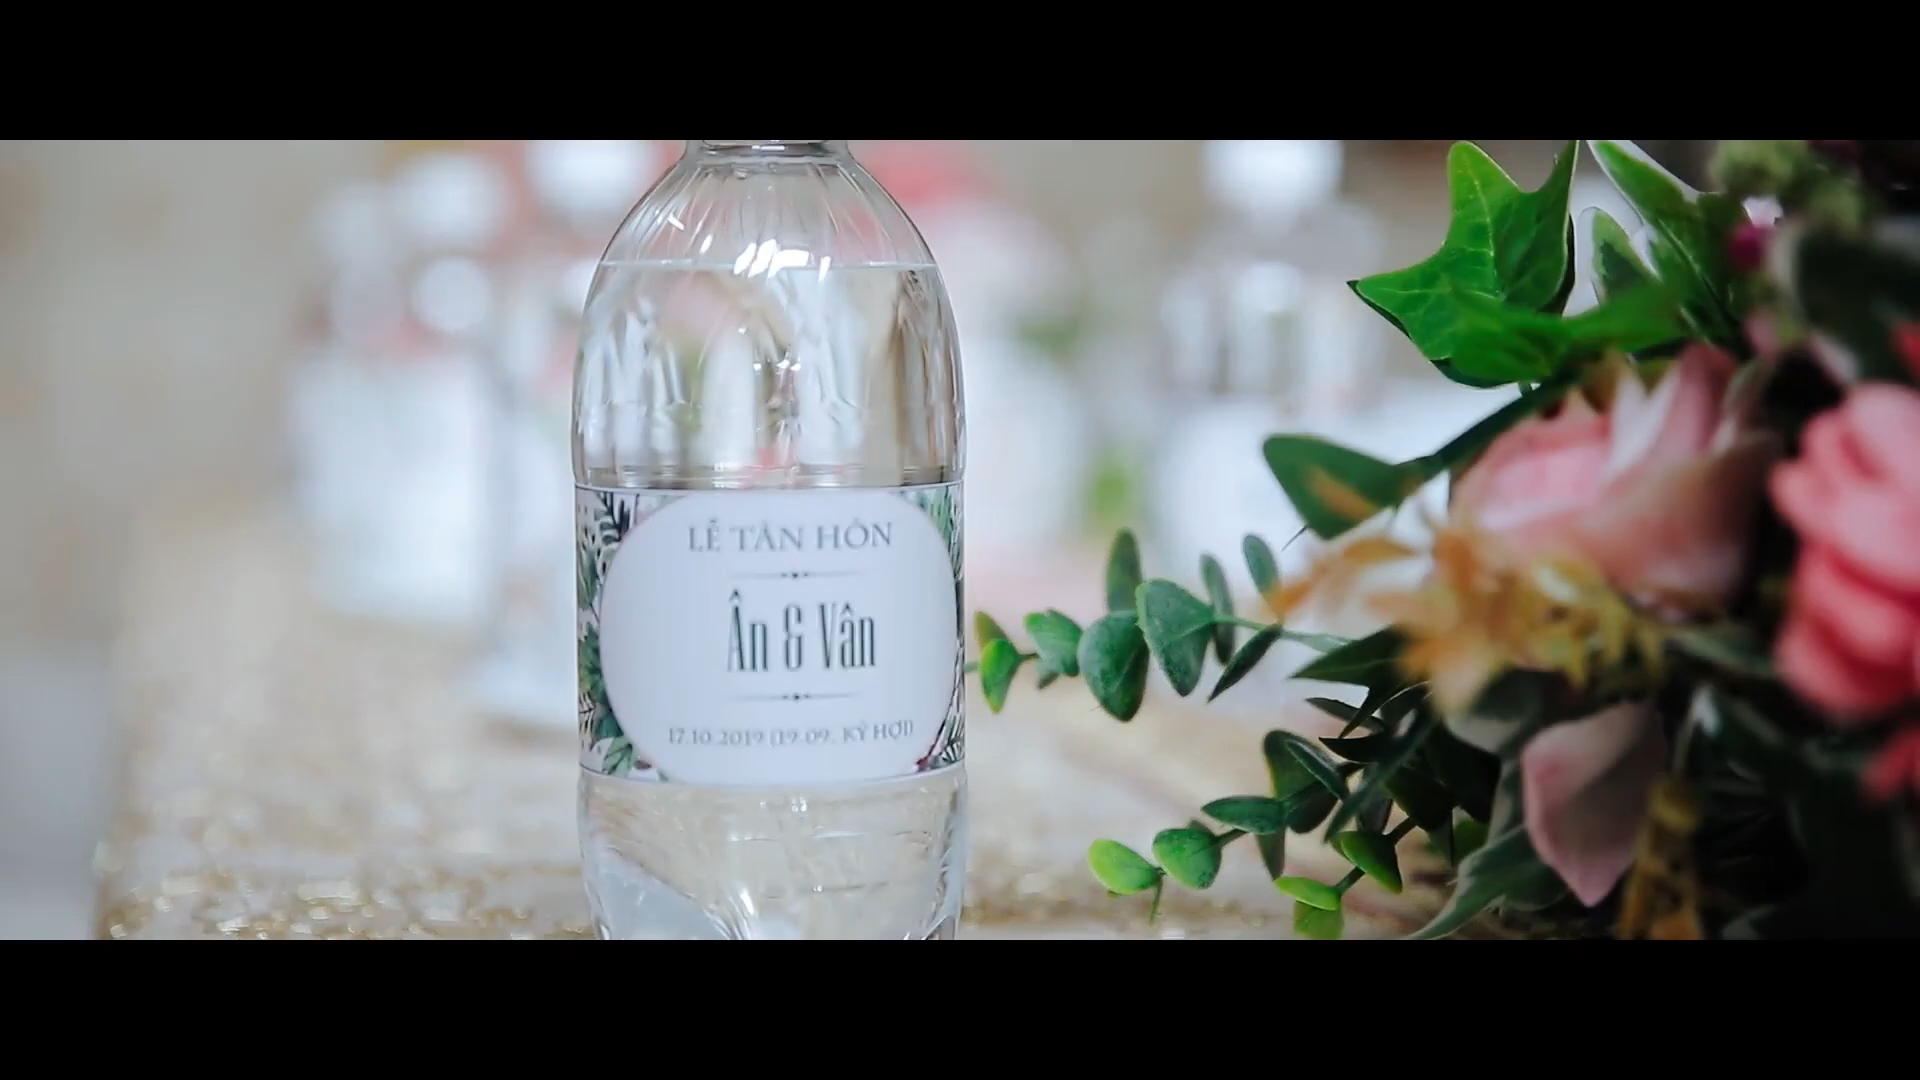 LỄ TÂN HÔN
Ân & Vân
17.10.2019 (19.09. KỶ HỢI)